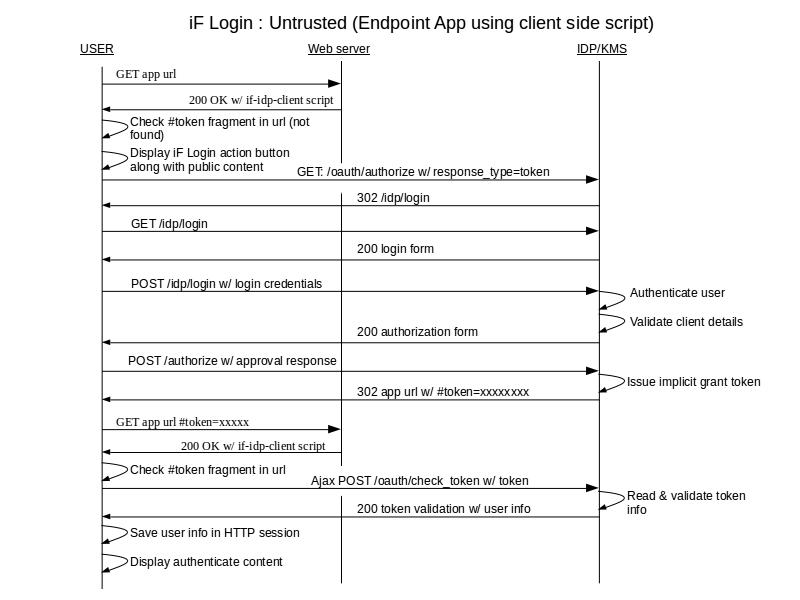 iF Login : Untrusted (Endpoint App using client side script)
USER
Web server
IDP/KMS
GET app url
200 OK w/ if-idp-client script
Check #token fragment in url (not
found)
Display iF Login action button
along with public content
GET: /oauth/authorize w/ response_type=token
302 /idp/login
GET /idp/login
200 login form
POST /idp/login w/ login credentials
Authenticate user
Validate client details
200 authorization form
POST /authorize w/ approval response
Issue implicit grant token
302 app url w/ #token=xxxxxxxx
GET app url #token=xxxxx
200 OK w/ if-idp-client script
Check #token fragment in url
Ajax POST /oauth/check_token w/ token
Read & validate token
info
200 token validation w/ user info
Save user info in HTTP session
Display authenticate content